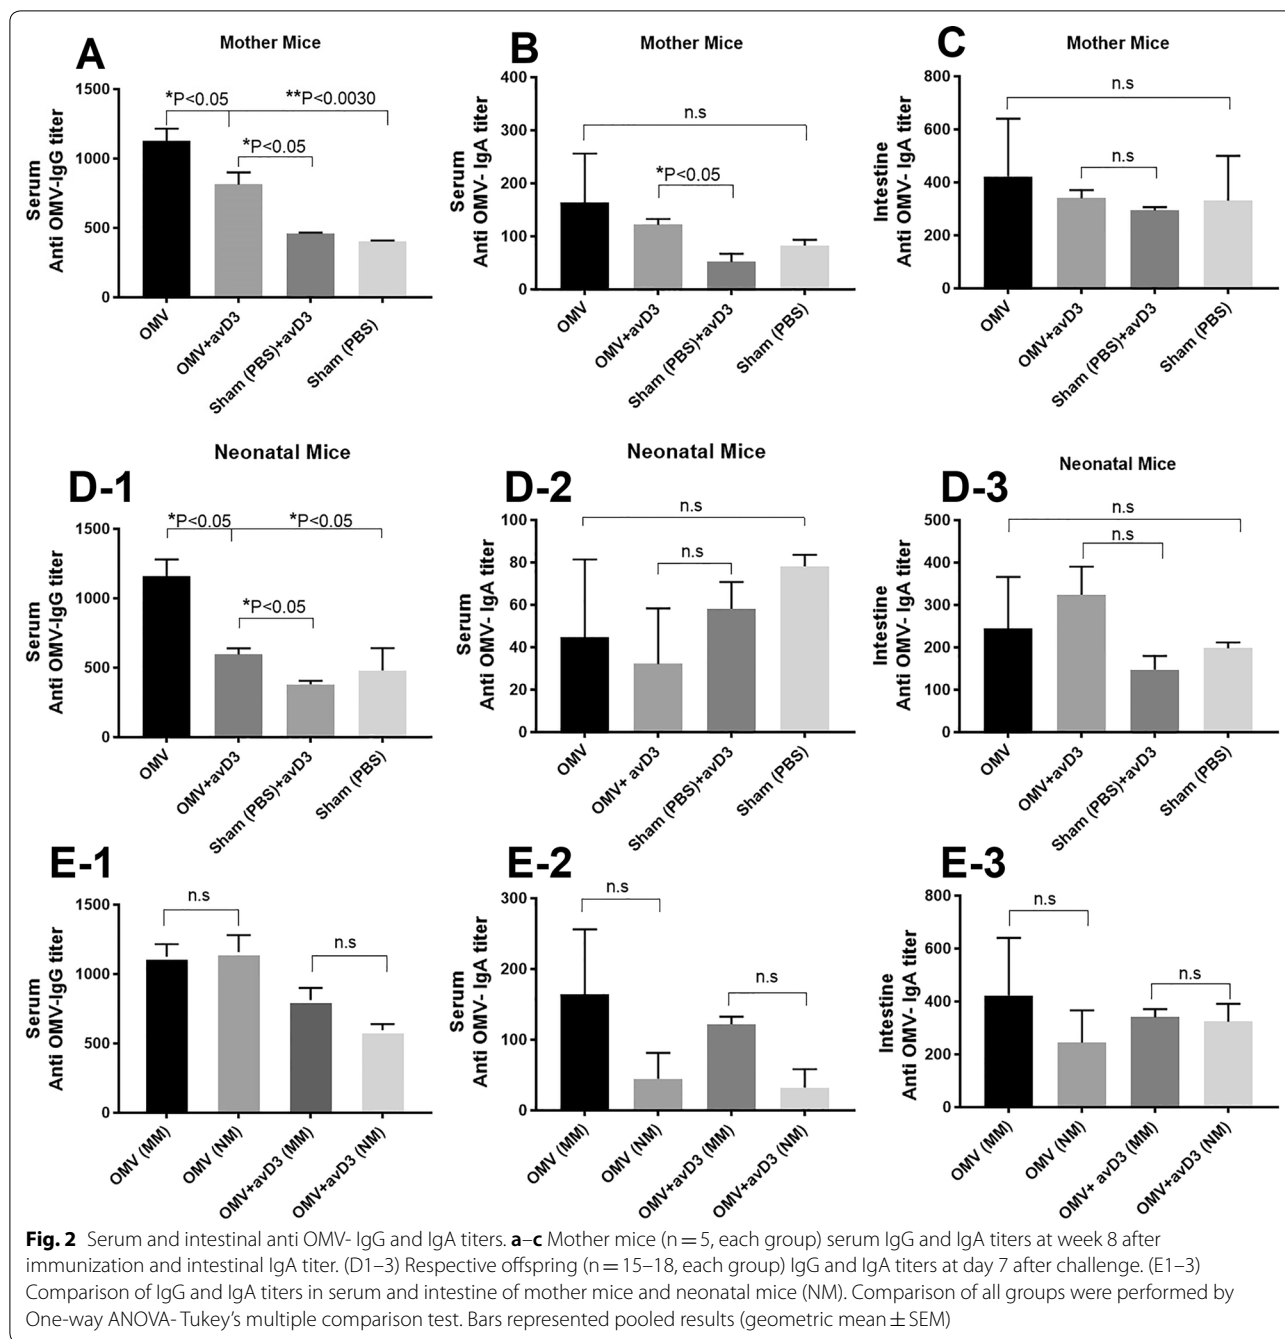 A
Mother Mice
Serum
Anti OMV-IgG titer
1500
1000
500
0
*P<0.05
**P<0.0030
*P<0.05
OMV
OMV+avD3
Sham (PBS)+avD3
Sham (PBS)
B
Mother Mice
Serum
Anti OMV- IgA titer
400
300
200
100
0
n.s
*P<0.05
OMV
OMV+avD3
Sham (PBS)+avD3
Sham (PBS)
C
Mother Mice
Intestine
Anti OMV- IgA titer
800
600
400
300
0
n.s
n.s
OMV
OMV+avD3
Sham (PBS)+avD3
Sham (PBS)
D-1
Neonatal Mice
Serum
Anti OMV-IgG titer
1500
1000
500
0
*P<0.05
*P<0.05
*P<0.05
OMV
OMV+avD3
Sham (PBS)+avD3
Sham (PBS)
D-2
Neonatal Mice
Serum
Anti OMV- IgA titer
80
80
60
40
20
0
n.s
n.s
OMV
OMV+ avD3
Sham (PBS)+avD3
Sham (PBS)
D-3
Neonatal Mice
Intestine
Anti OMV- IgA titer
500
400
300
200
100
0
n.s
n.s
OMV
OMV+avD3
Sham (PBS)+avD3
Sham (PBS)
E-1
Serum
Anti OMV-IgG titer
1500
1000
500
0
n.s
n.s
OMV (MM)
OMV (NM)
OMV+avD3 (MM)
OMV+avD3 (NM)
E-2
Serum
Anti OMV- IgA titer
300
200
100
0
n.s
n.s
OMV (MM)
OMV (NM)
OMV+avD3 (MM)
OMV+avD3 (NM)
E-3
Intestine
Anti OMV- IgA titer
800
600
400
200
0
n.s
n.s
OMV (MM)
OMV (NM)
OMV+ avD3 (MM)
OMV+avD3 (NM)
Fig. 2 Serum and intestinal anti OMV- IgG and IgA titers. a–c Mother mice (n = 5, each group) serum IgG and IgA titers at week 8 after
immunization and intestinal IgA titer. (D1–3) Respective offspring (n = 15–18, each group) IgG and IgA titers at day 7 after challenge. (E1–3)
Comparison of IgG and IgA titers in serum and intestine of mother mice and neonatal mice (NM). Comparison of all groups were performed by
One-way ANOVA- Tukey’s multiple comparison test. Bars represented pooled results (geometric mean ± SEM)